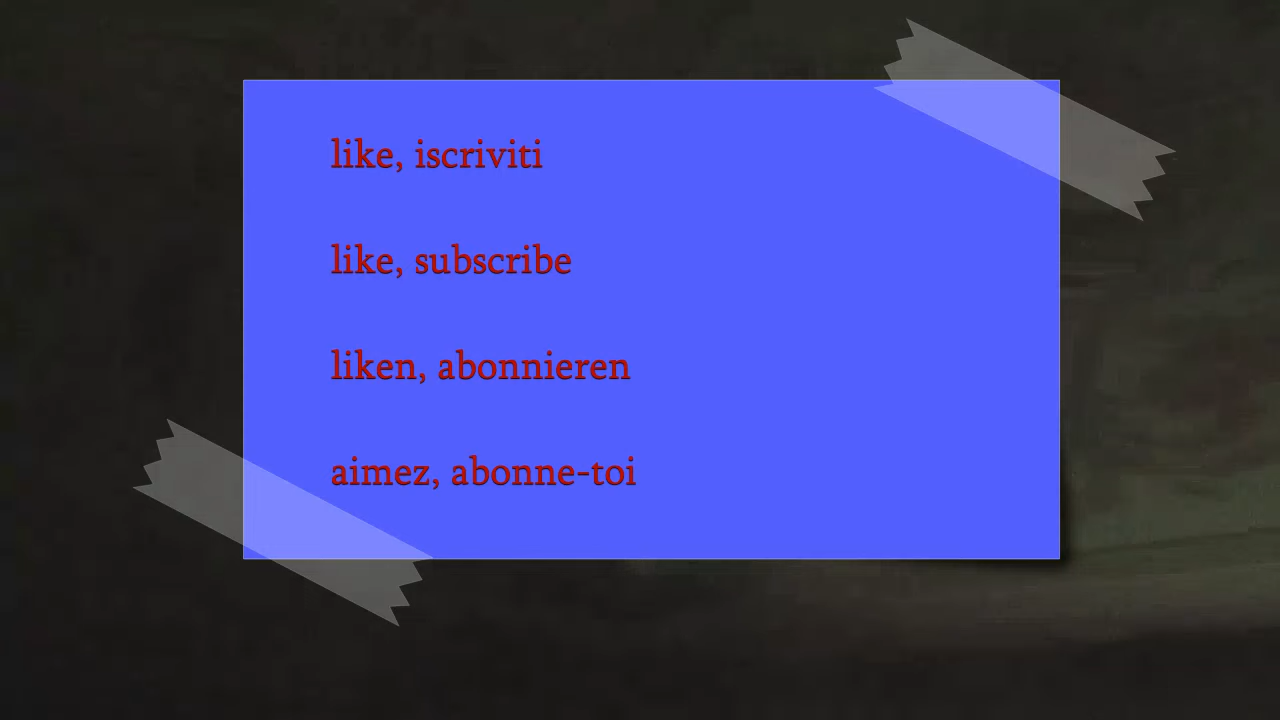 like, iscriviti
like, subscribe
liken, abonnieren
aimez, abonne-toi